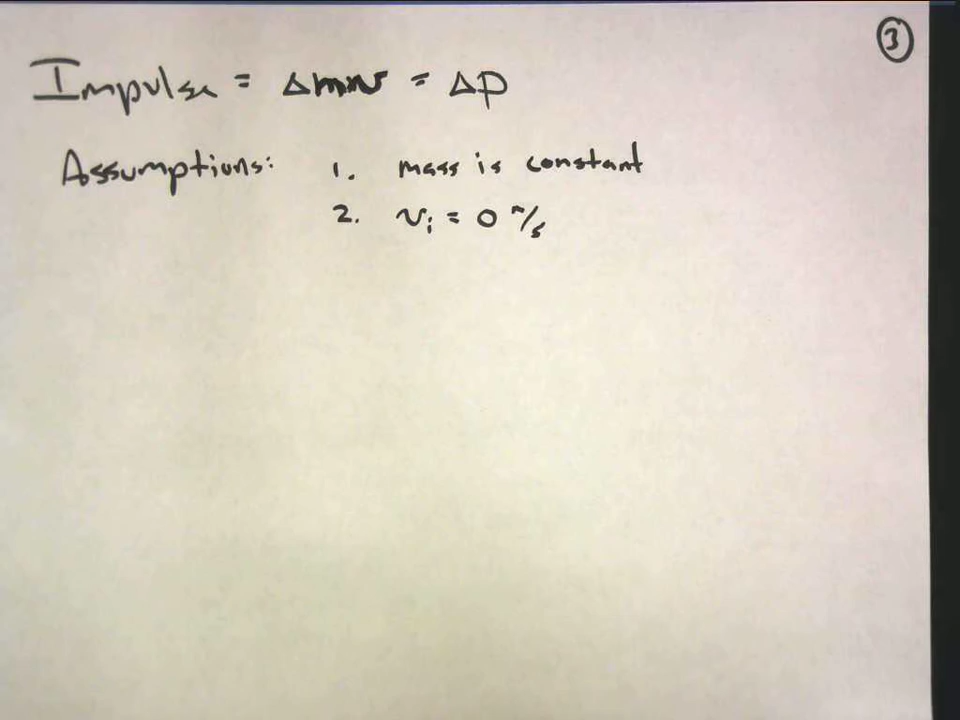 ③
Impulse = Δmv = Δp
Assumptions: 1. mass is constant
2. vᵢ = 0 m/s